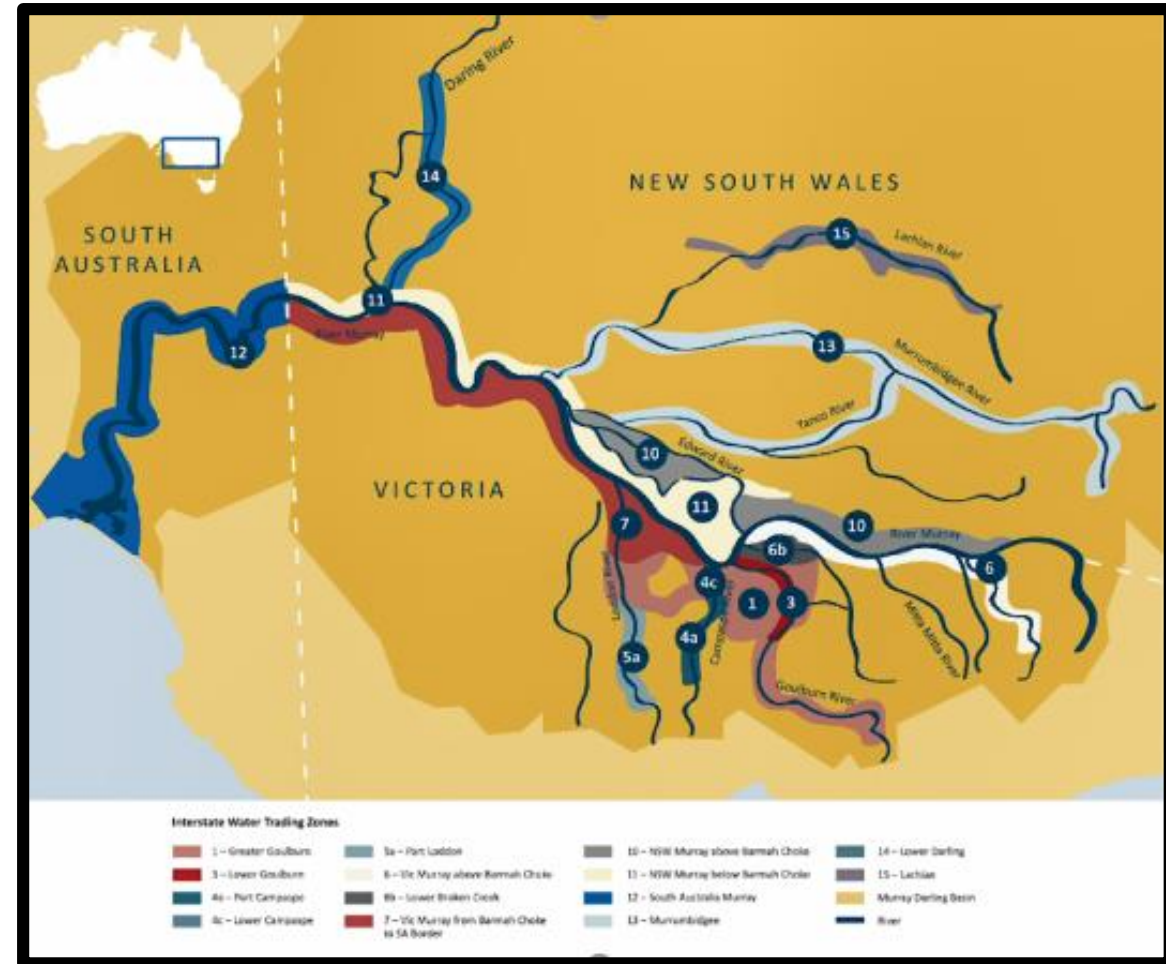 Daring River
14
NEW SOUTH WALES
15
Lachlan River
SOUTH
AUSTRALIA
11
River Murray
12
13
Murrumbidgee River
Yanco River
10
Edward River
VICTORIA
11
7
10
River Murray
6b
6
4c
1
3
Loddon River
4a
5a
Mitta Mitta River
Goulburn River
Interstate Water Trading Zones
1 – Greater Goulburn
3 – Lower Goulburn
4a – Part Campaspe
4c – Lower Campaspe
5a – Part Loddon
6 – Vic Murray above Barmah Choke
6b – Lower Broken Creek
7 – Vic Murray from Barmah Choke
to SA Border
10 – NSW Murray above Barmah Choke
11 – NSW Murray below Barmah Choke
12 – South Australia Murray
13 – Murrumbidgee
14 – Lower Darling
15 – Lachlan
Murray Darling Basin
River